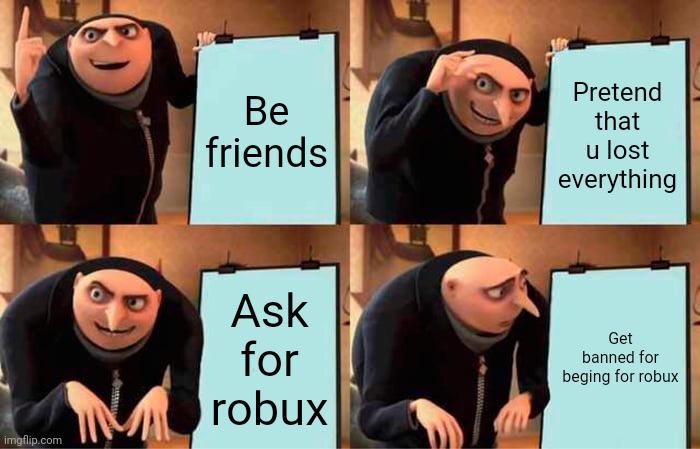 Be
friends
Pretend
that
u lost
everything
Ask
for
robux
Get
banned for
beging for robux
imgflip.com